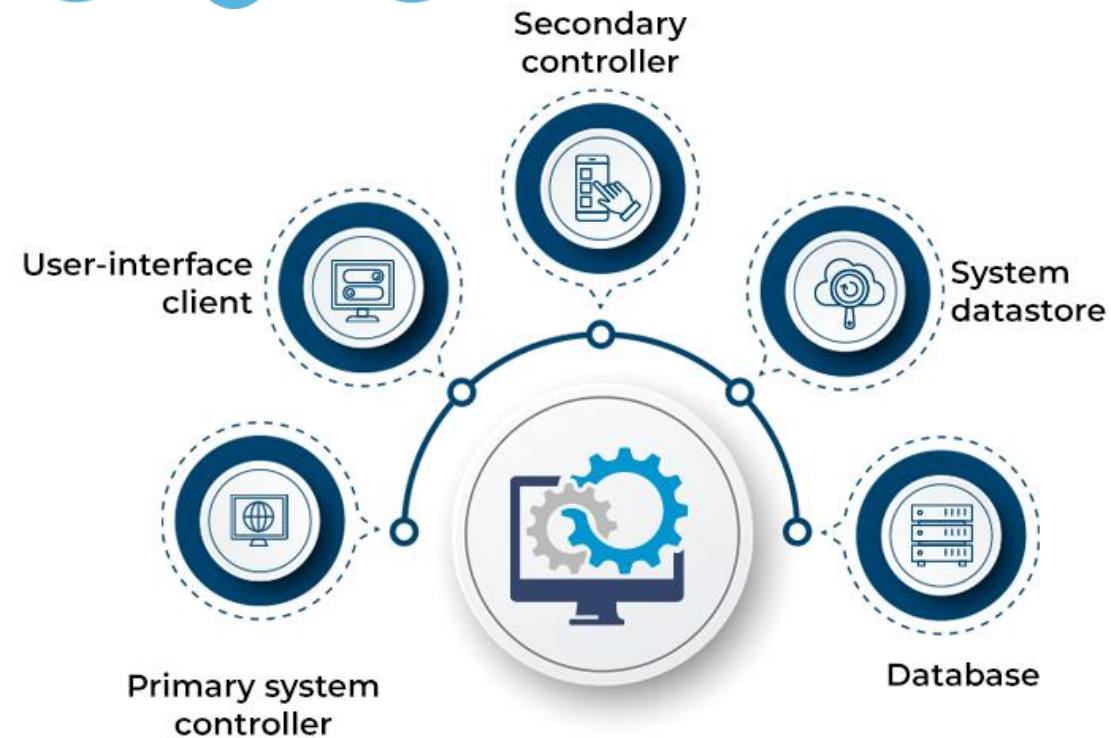 Secondary
controller
User-interface
client
System
datastore
Primary system
controller
Database